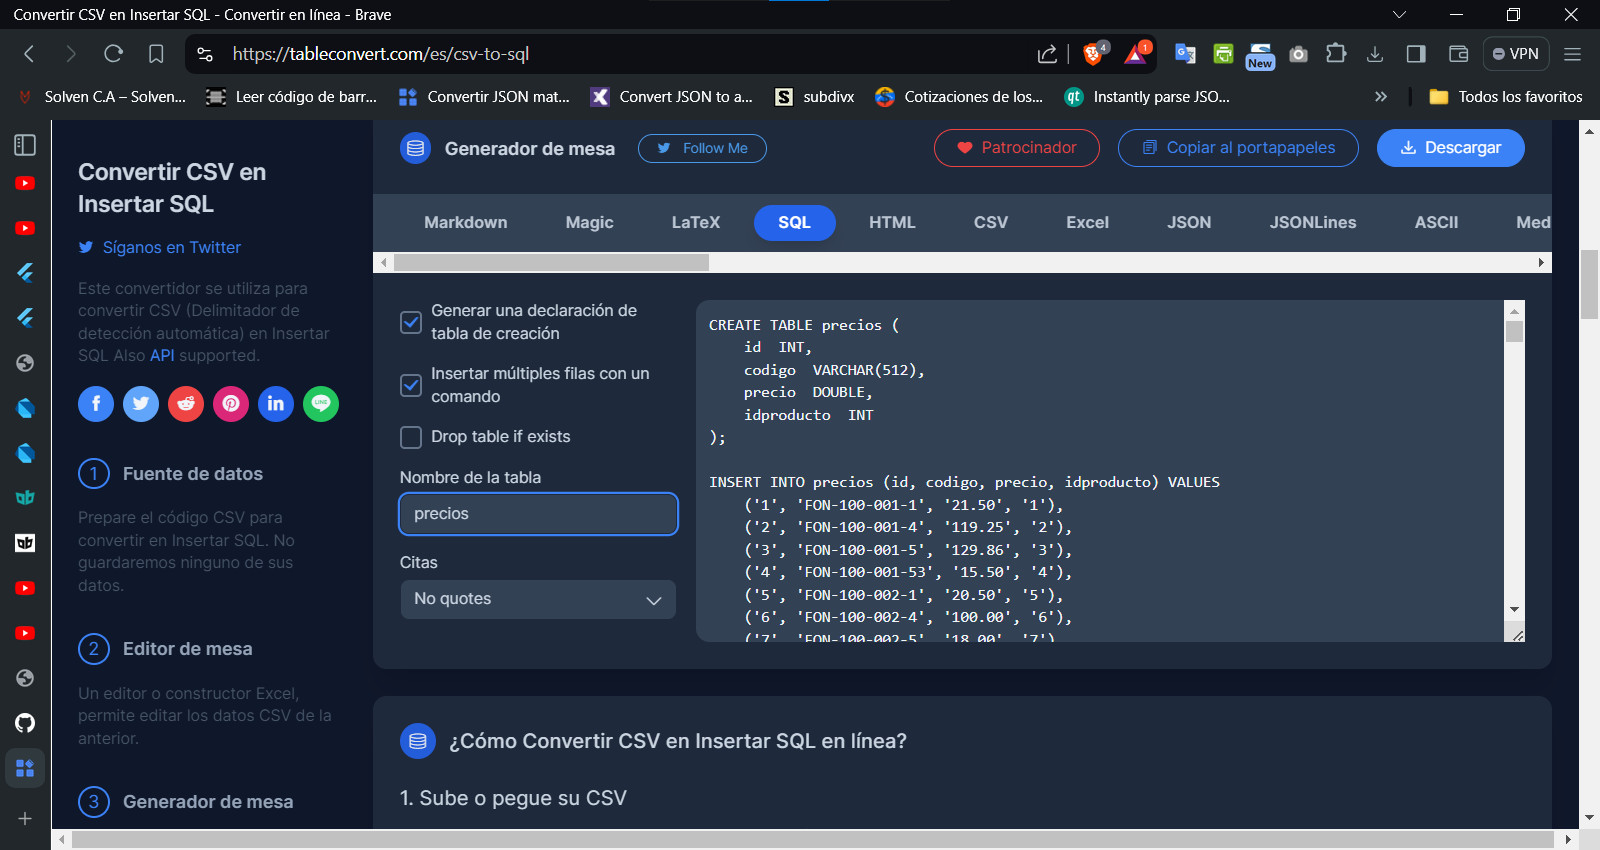 Convertir CSV en Insertar SQL - Convertir en línea - Brave
https://tableconvert.com/es/csv-to-sql
4
1
New
VPN
Solven C.A – Solven...
Leer código de barr...
Convertir JSON mat...
Convert JSON to a...
S
subdivx
Cotizaciones de los...
qt
Instantly parse JSO...
»
Todos los favoritos
Convertir CSV en
Insertar SQL
Síganos en Twitter
Este convertidor se utiliza para
convertir CSV (Delimitador de
detección automática) en Insertar
SQL Also API supported.
LINE
1 Fuente de datos
Prepare el código CSV para
convertir en Insertar SQL. No
guardaremos ninguno de sus
datos.
2 Editor de mesa
Un editor o constructor Excel,
permite editar los datos CSV de la
anterior.
3 Generador de mesa
Generador de mesa
Follow Me
Patrocinador
Copiar al portapapeles
Descargar
Markdown
Magic
LaTeX
SQL
HTML
CSV
Excel
JSON
JSONLines
ASCII
Med
Generar una declaración de
tabla de creación
Insertar múltiples filas con un
comando
Drop table if exists
Nombre de la tabla
precios
Citas
No quotes
CREATE TABLE precios (
id INT,
codigo VARCHAR(512),
precio DOUBLE,
idproducto INT
);
INSERT INTO precios (id, codigo, precio, idproducto) VALUES
('1', 'FON-100-001-1', '21.50', '1'),
('2', 'FON-100-001-4', '119.25', '2'),
('3', 'FON-100-001-5', '129.86', '3'),
('4', 'FON-100-001-53', '15.50', '4'),
('5', 'FON-100-002-1', '20.50', '5'),
('6', 'FON-100-002-4', '100.00', '6'),
('7', 'FON-100-002-5', '18.00', '7')
¿Cómo Convertir CSV en Insertar SQL en línea?
1. Sube o pegue su CSV